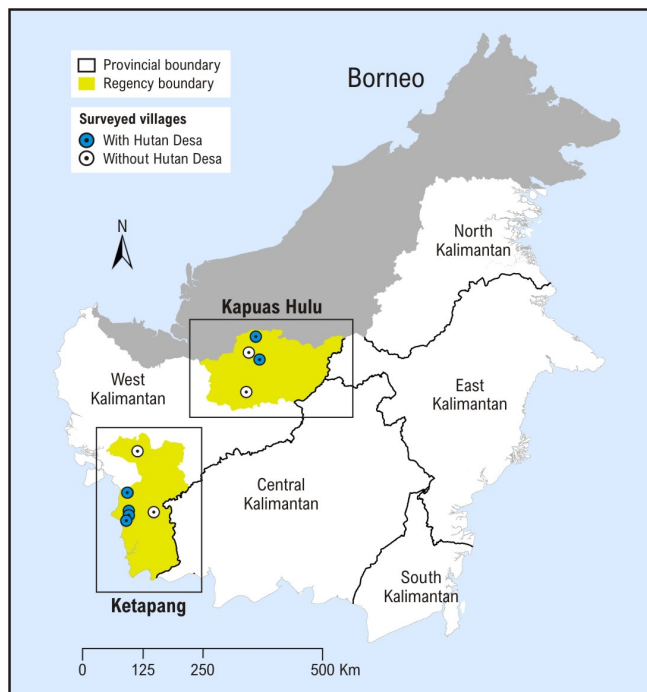 Borneo
Provincial boundary
Regency boundary
Surveyed villages
With Hutan Desa
Without Hutan Desa
N
North
Kalimantan
Kapuas Hulu
West
Kalimantan
East
Kalimantan
Central
Kalimantan
South
Kalimantan
Ketapang
0 125 250 500 Km